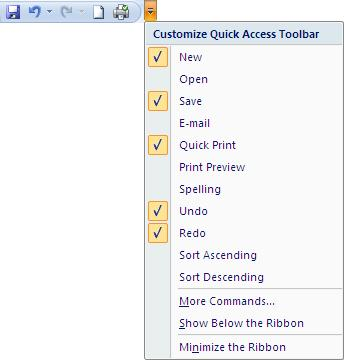 Customize Quick Access Toolbar
New
Open
Save
E-mail
Quick Print
Print Preview
Spelling
Undo
Redo
Sort Ascending
Sort Descending
More Commands...
Show Below the Ribbon
Minimize the Ribbon